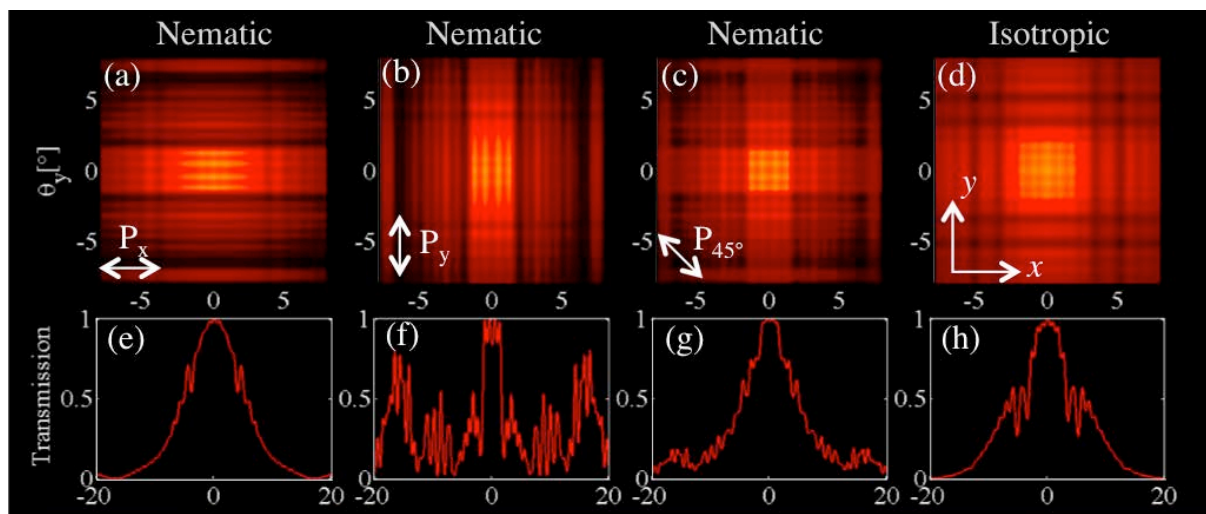 Nematic Nematic Nematic Isotropic
(a) (b) (c) (d)
5 5 5 5
θy[°] 0 0 0 0
-5 -5 -5 -5
Px Py P45° y x
-5 0 5 -5 0 5 -5 0 5 -5 0 5
(e) (f) (g) (h)
Transmission
1 1 1 1
0.5 0.5 0.5 0.5
0 0 0 0
-20 0 20 -20 0 20 -20 0 20 -20 0 20